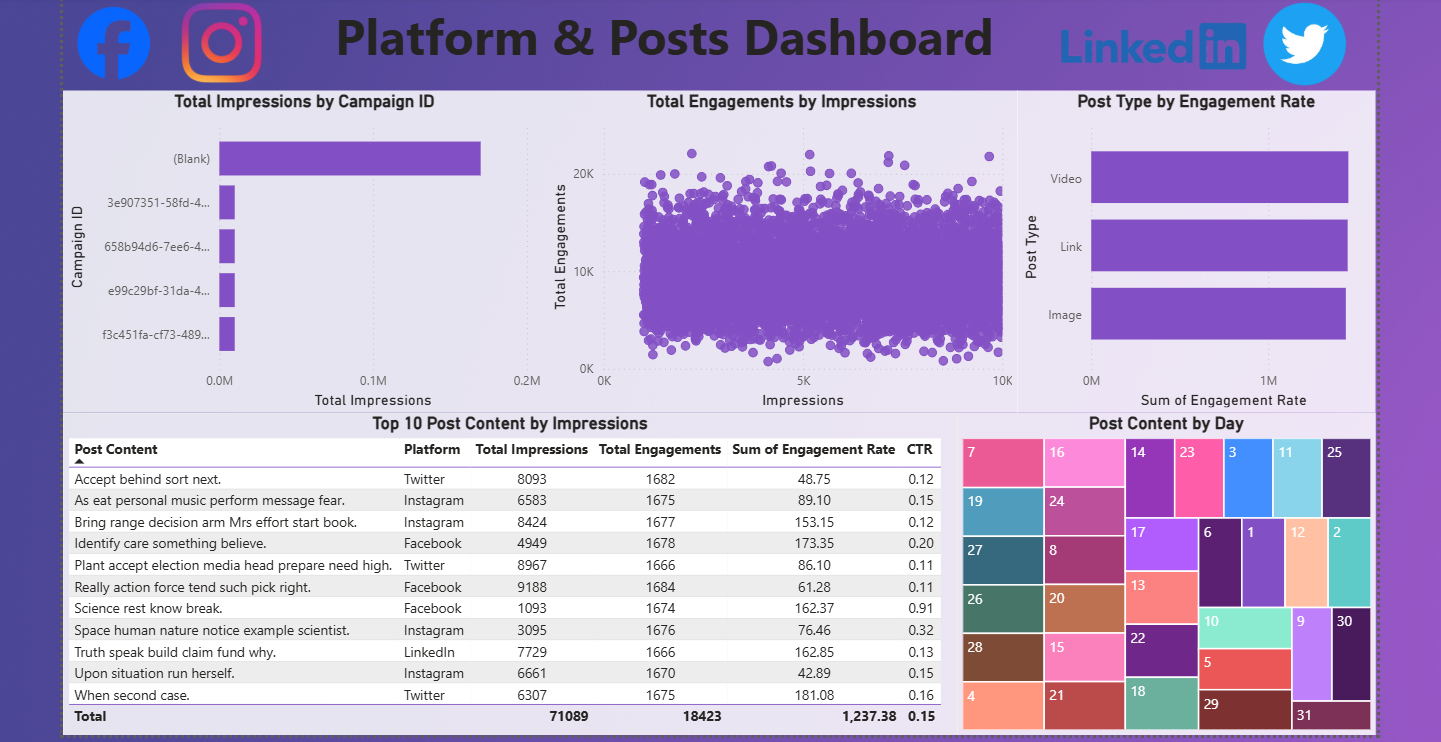 Platform & Posts Dashboard
Linked in
Total Impressions by Campaign ID
Campaign ID
(Blank)
3e907351-58fd-4...
658b94d6-7ee6-4...
e99c29bf-31da-4...
f3c451fa-cf73-489...
0.0M 0.1M 0.2M
Total Impressions
Total Engagements by Impressions
Total Engagements
20K
10K
0K
0K 5K 10K
Impressions
Post Type by Engagement Rate
Post Type
Video
Link
Image
0M 1M
Sum of Engagement Rate
Top 10 Post Content by Impressions
Post Content Platform Total Impressions Total Engagements Sum of Engagement Rate CTR
Accept behind sort next. Twitter 8093 1682 48.75 0.12
As eat personal music perform message fear. Instagram 6583 1675 89.10 0.15
Bring range decision arm Mrs effort start book. Instagram 8424 1677 153.15 0.12
Identify care something believe. Facebook 4949 1678 173.35 0.20
Plant accept election media head prepare need high. Twitter 8967 1666 86.10 0.11
Really action force tend such pick right. Facebook 9188 1684 61.28 0.11
Science rest know break. Facebook 1093 1674 162.37 0.91
Space human nature notice example scientist. Instagram 3095 1676 76.46 0.32
Truth speak build claim fund why. LinkedIn 7729 1666 162.85 0.13
Upon situation run herself. Instagram 6661 1670 42.89 0.15
When second case. Twitter 6307 1675 181.08 0.16
Total 71089 18423 1,237.38 0.15
Post Content by Day
7 16 14 23 3 11 25
19 24
17 6 1 12 2
27 8
13
26 20
10 9 30
22
28 15
5
18
4 21
29
31